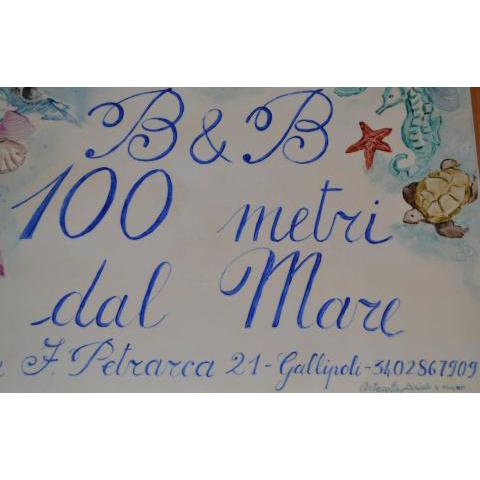 B & B
100 metri
dal Mare
F. Petrarca 21 - Gallipoli - 3402867909